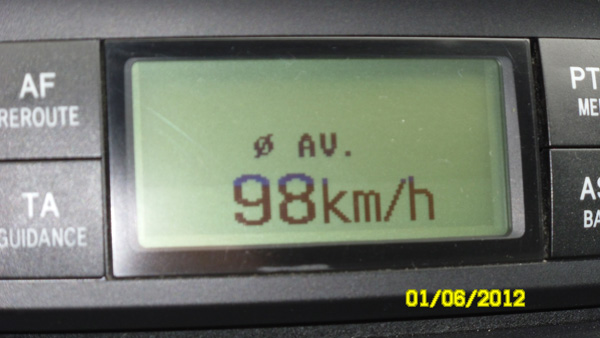 AF
REROUTE
TA
GUIDANCE
Ø AV.
98km/h
01/06/2012